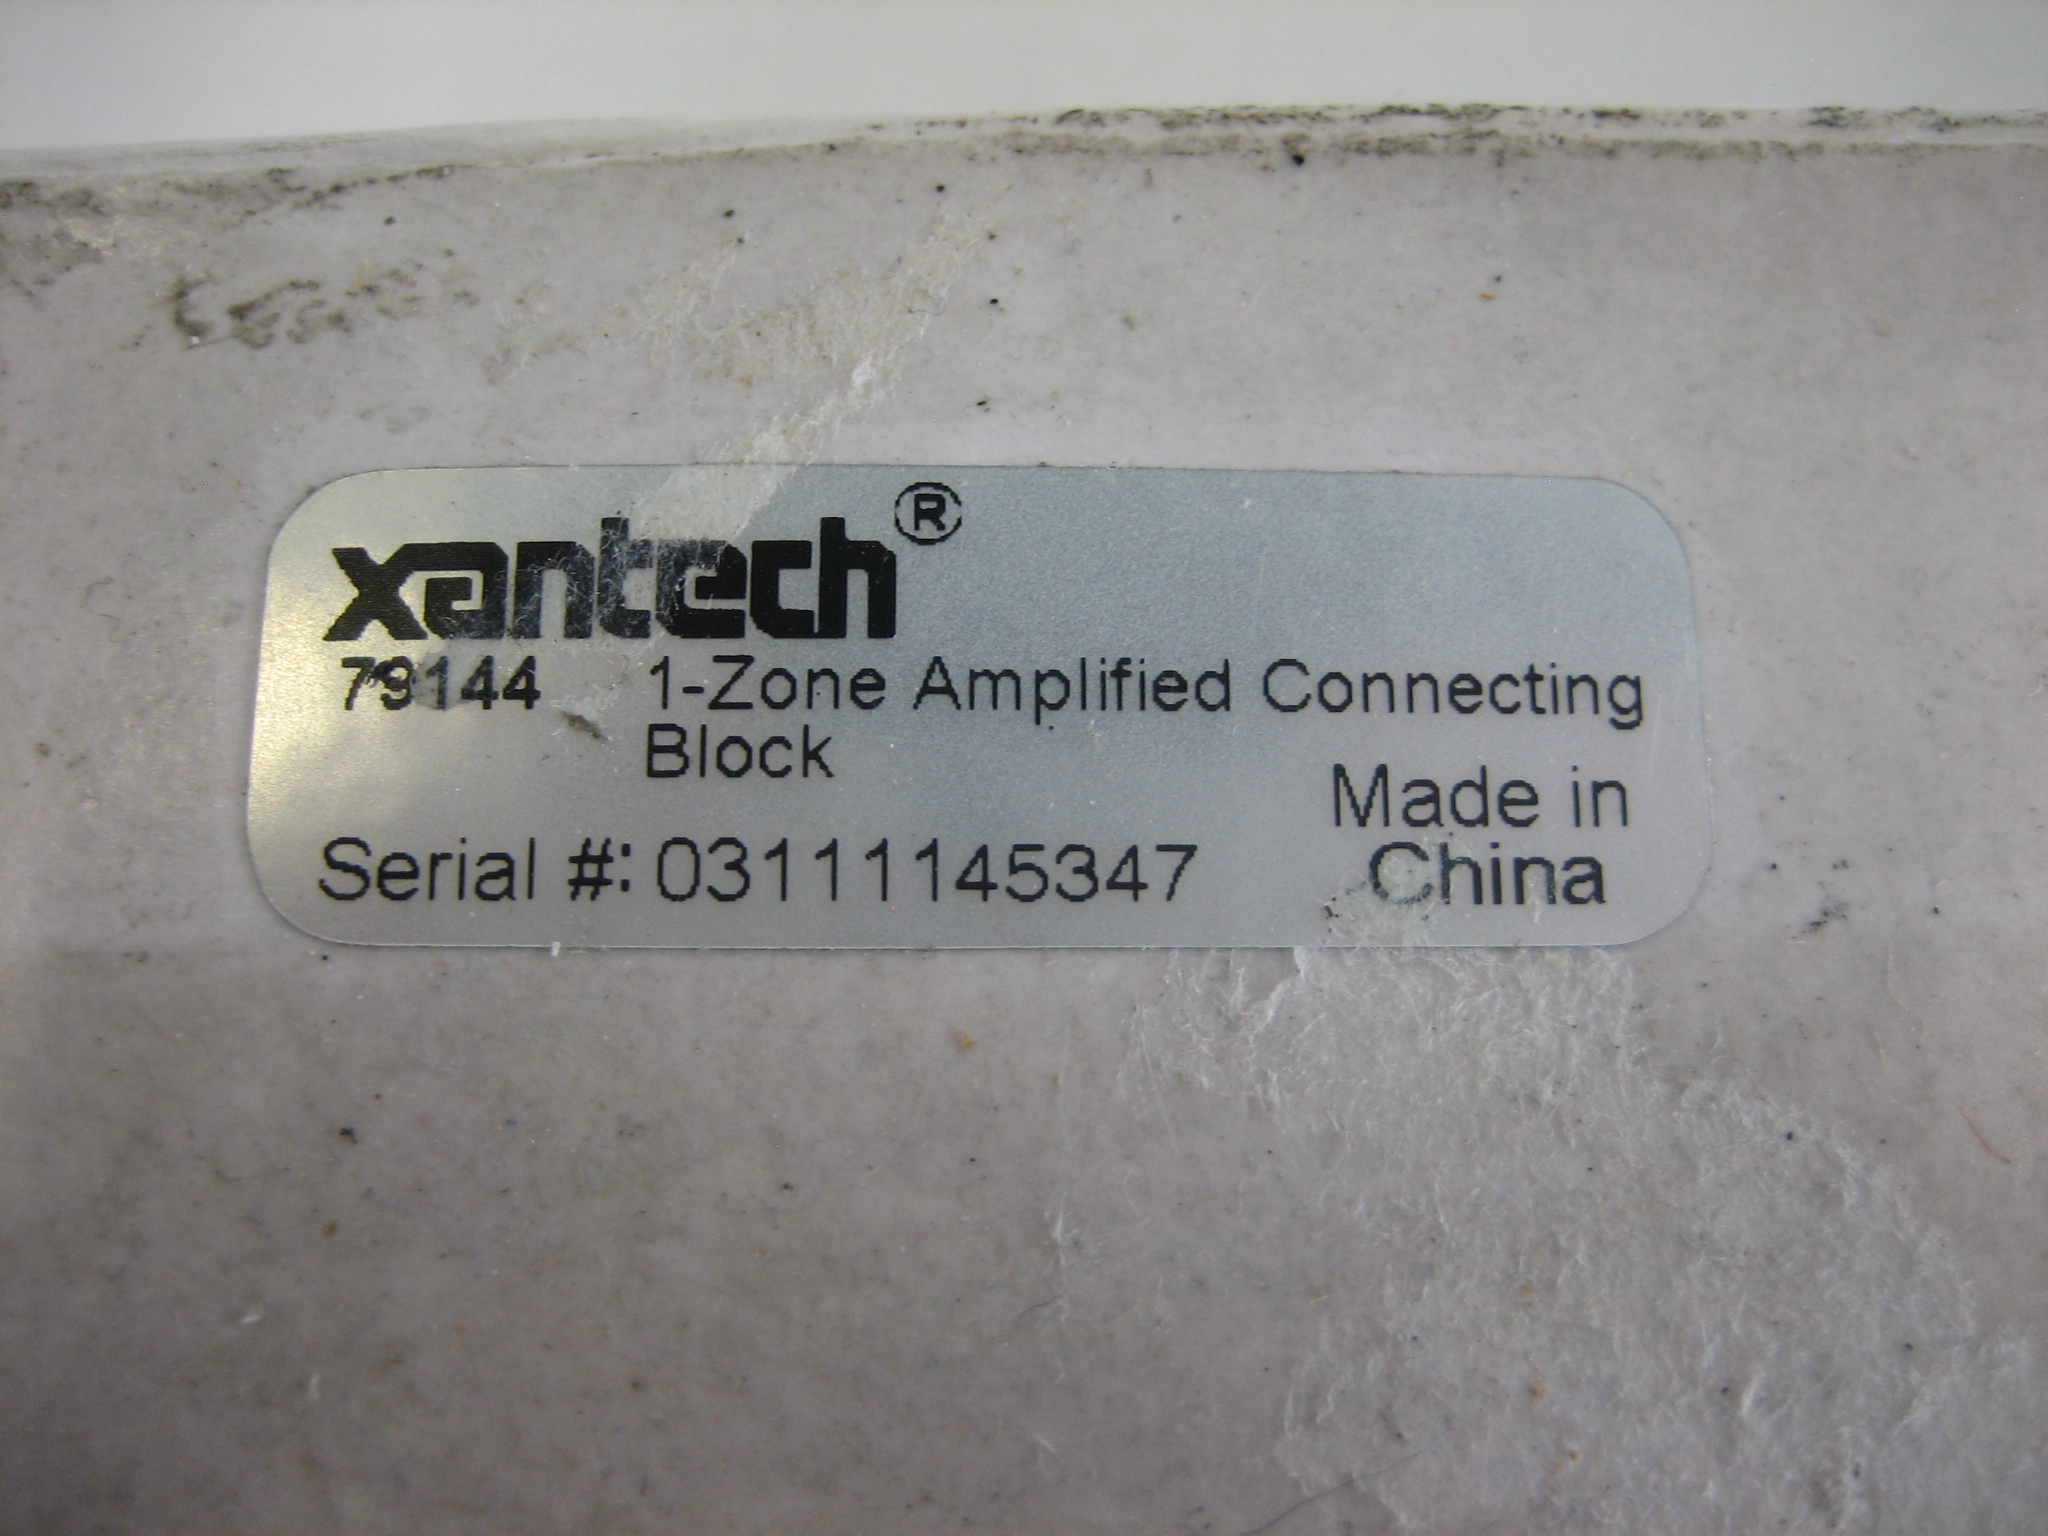 xantech®
79144 1-Zone Amplified Connecting
Block
Made in
Serial #: 03111145347 China